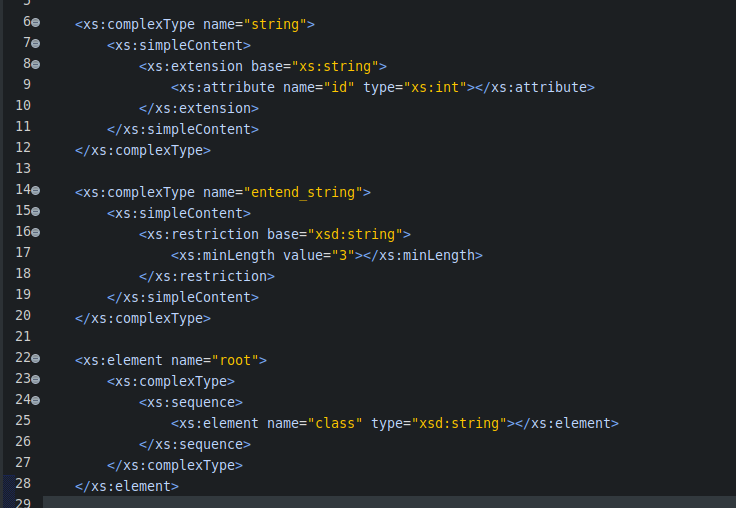 5
6 <xs:complexType name="string">
7 <xs:simpleContent>
8 <xs:extension base="xs:string">
9 <xs:attribute name="id" type="xs:int"></xs:attribute>
10 </xs:extension>
11 </xs:simpleContent>
12 </xs:complexType>
13
14 <xs:complexType name="entend_string">
15 <xs:simpleContent>
16 <xs:restriction base="xsd:string">
17 <xs:minLength value="3"></xs:minLength>
18 </xs:restriction>
19 </xs:simpleContent>
20 </xs:complexType>
21
22 <xs:element name="root">
23 <xs:complexType>
24 <xs:sequence>
25 <xs:element name="class" type="xsd:string"></xs:element>
26 </xs:sequence>
27 </xs:complexType>
28 </xs:element>
29